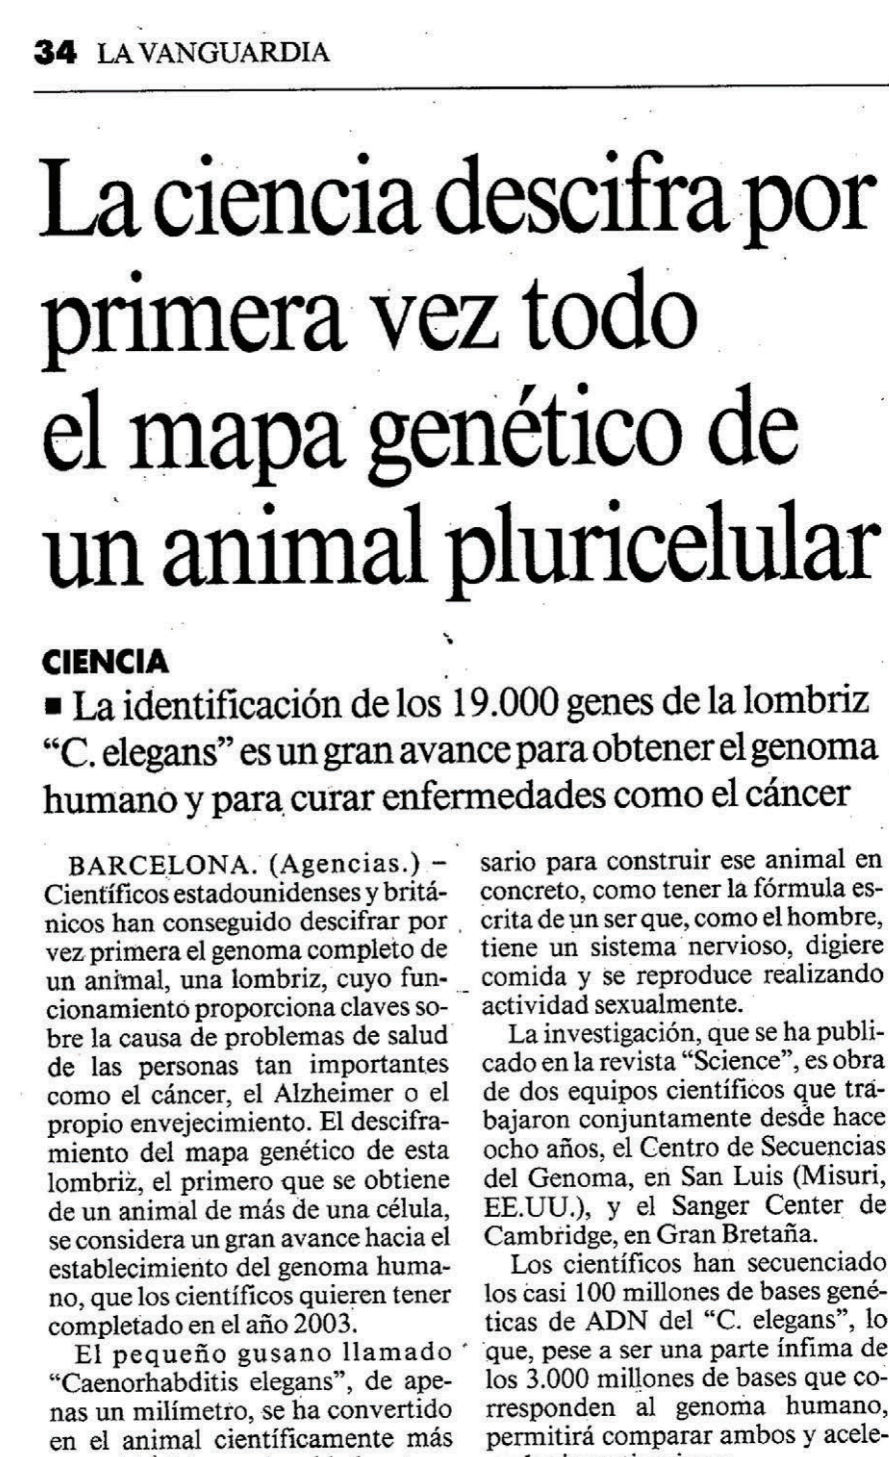 34 LA VANGUARDIA
La ciencia descifra por
primera vez todo
el mapa genético de
un animal pluricelular
CIENCIA
▪ La identificación de los 19.000 genes de la lombriz
“C. elegans” es un gran avance para obtener el genoma
humano y para curar enfermedades como el cáncer
BARCELONA. (Agencias.) –
Científicos estadounidenses y britá-
nicos han conseguido descifrar por
vez primera el genoma completo de
un animal, una lombriz, cuyo fun-
cionamiento proporciona claves so-
bre la causa de problemas de salud
de las personas tan importantes
como el cáncer, el Alzheimer o el
propio envejecimiento. El descifra-
miento del mapa genético de esta
lombriz, el primero que se obtiene
de un animal de más de una célula,
se considera un gran avance hacia el
establecimiento del genoma huma-
no, que los científicos quieren tener
completado en el año 2003.
El pequeño gusano llamado
“Caenorhabditis elegans”, de ape-
nas un milímetro, se ha convertido
en el animal científicamente más
sario para construir ese animal en
concreto, como tener la fórmula es-
crita de un ser que, como el hombre,
tiene un sistema nervioso, digiere
comida y se reproduce realizando
actividad sexualmente.
La investigación, que se ha publi-
cado en la revista “Science”, es obra
de dos equipos científicos que tra-
bajaron conjuntamente desde hace
ocho años, el Centro de Secuencias
del Genoma, en San Luis (Misuri,
EE.UU.), y el Sanger Center de
Cambridge, en Gran Bretaña.
Los científicos han secuenciado
los casi 100 millones de bases gené-
ticas de ADN del “C. elegans”, lo
que, pese a ser una parte ínfima de
los 3.000 millones de bases que co-
rresponden al genoma humano,
permitirá comparar ambos y acele-